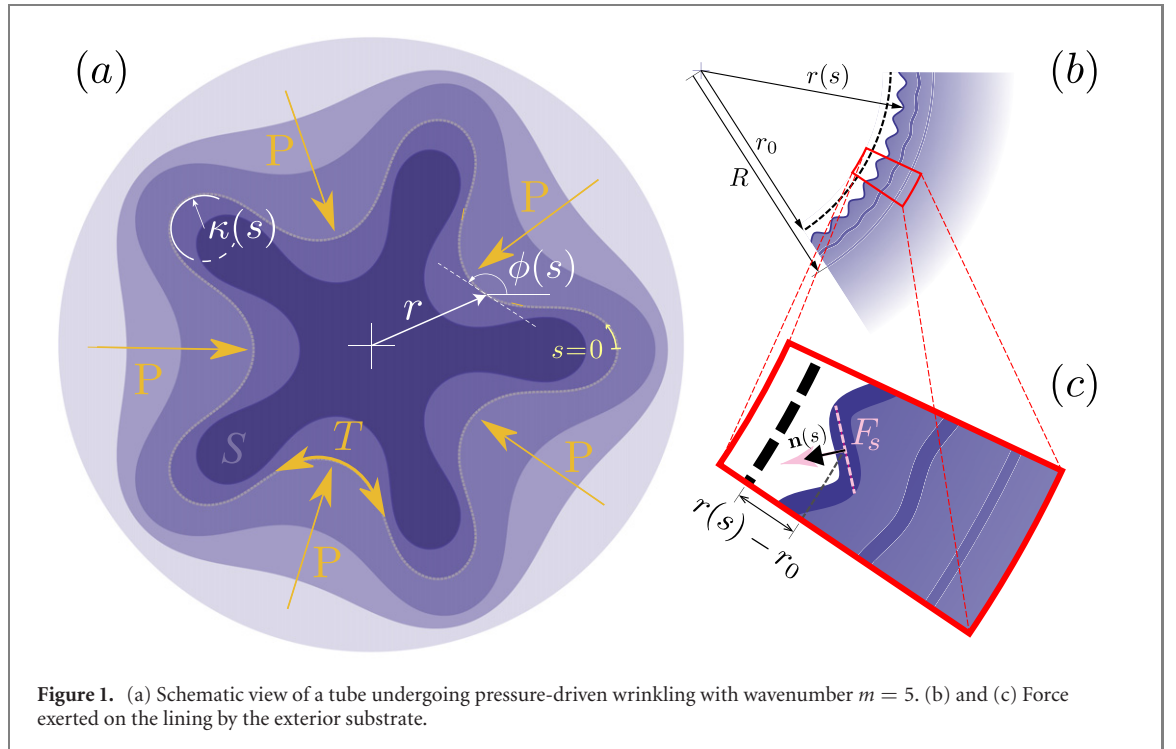 (a)
P
P
κ(s)
ϕ(s)
r
P
s=0
S
T
P
P
(b)
r(s)
r₀
R
(c)
n(s)
Fₛ
r(s) − r₀
Figure 1. (a) Schematic view of a tube undergoing pressure-driven wrinkling with wavenumber m = 5. (b) and (c) Force
exerted on the lining by the exterior substrate.